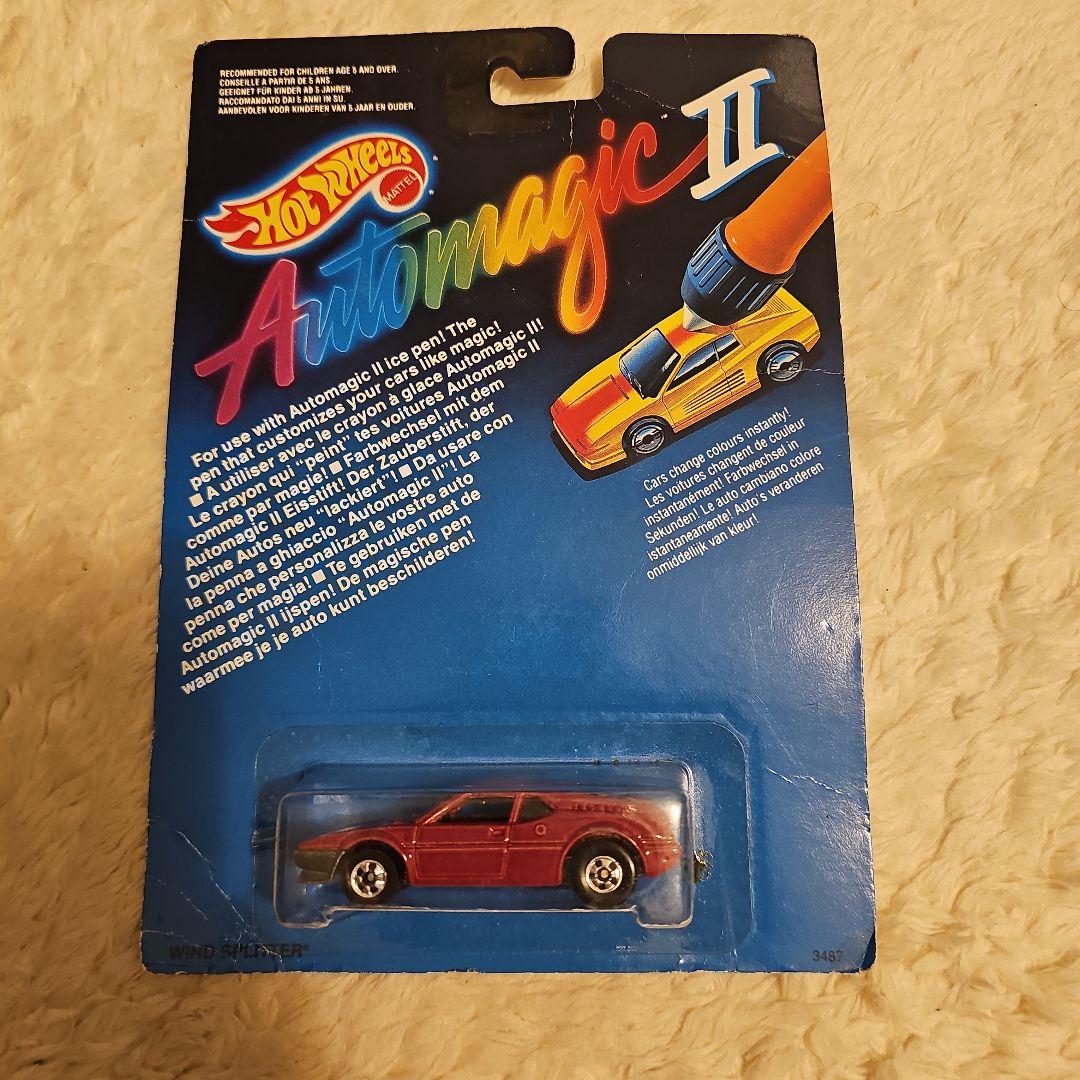 RECOMMENDED FOR CHILDREN AGE 5 AND OVER.
CONSEILLE A PARTIR DE 5 ANS.
GEEIGNET FÜR KINDER AB 5 JAHREN.
RACCOMANDATO DAI 5 ANNI IN SU.
AANBEVOLEN VOOR KINDEREN VAN 5 JAAR EN OUDER.
HOT WHEELS®
MATTEL®
Automagic II
For use with Automagic II ice pen! The
pen that customizes your cars like magic!
■ A utiliser avec le crayon à glace Automagic II!
Le crayon qui "peint" tes voitures Automagic II
comme par magie! ■ Farbwechsel mit dem
Automagic II Eisstift! Der Zauberstift, der
Deine Autos neu "lackiert"! ■ Da usare con
la penna a ghiaccio "Automagic II"! La
penna che personalizza le vostre auto
come per magia! ■ Te gebruiken met de
Automagic II ijspen! De magische pen
waarmee je je auto kunt beschilderen!
Cars change colours instantly!
Les voitures changent de couleur
instantanément! Farbwechsel in
Sekunden! Le auto cambiano colore
istantaneamente! Auto's veranderen
onmiddelijk van kleur!
WIND SPLITTER®
3487